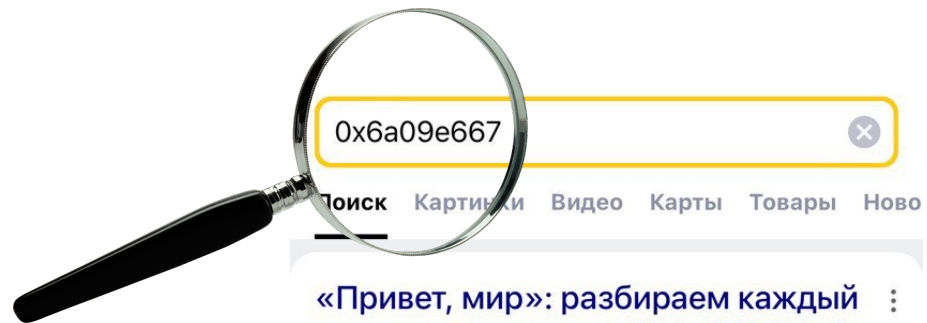 0x6a09e667
Поиск Картинки Видео Карты Товары Ново
«Привет, мир»: разбираем каждый